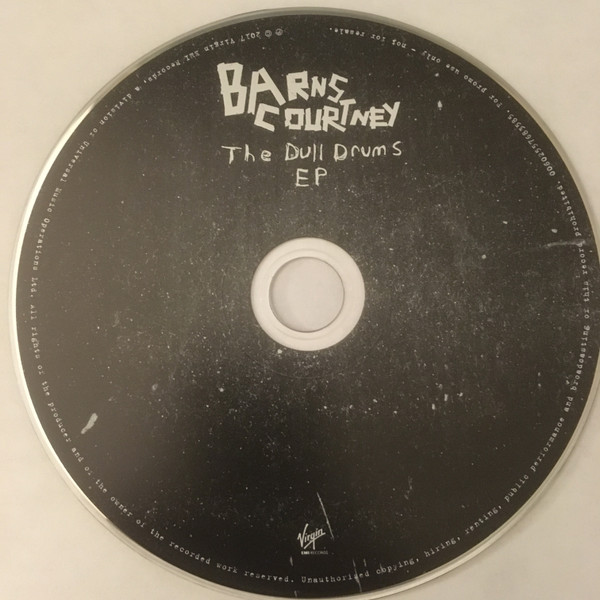 BARNS
COURTNEY
The Dull Drums
EP
Virgin
EMI RECORDS
℗ © 2017 Virgin EMI Records, a division of Universal Music Operations Ltd. All rights of the producer and of the owner of the recorded work reserved. Unauthorised copying, hiring, renting, public performance and broadcasting of this record prohibited.
For promo use only - not for resale.